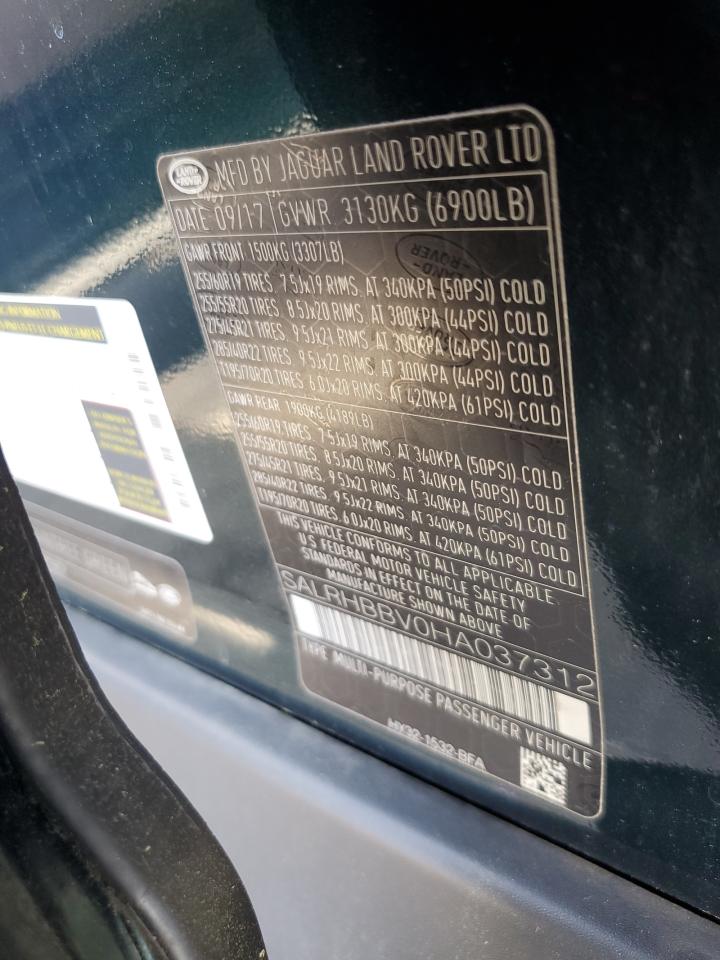 LAND-ROVER
MFD BY JAGUAR LAND ROVER LTD
DATE 09/17 GVWR 3130KG (6900LB)
GAWR FRONT 1500KG (3307LB)
255/60R19 TIRES, 7.5Jx19 RIMS, AT 340KPA (50PSI) COLD
255/55R20 TIRES, 8.5Jx20 RIMS, AT 300KPA (44PSI) COLD
275/45R21 TIRES, 9.5Jx21 RIMS, AT 300KPA (44PSI) COLD
285/40R22 TIRES, 9.5Jx22 RIMS, AT 300KPA (44PSI) COLD
T195/70R20 TIRES, 6.0Jx20 RIMS, AT 420KPA (61PSI) COLD
GAWR REAR 1900KG (4189LB)
255/60R19 TIRES, 7.5Jx19 RIMS, AT 340KPA (50PSI) COLD
255/55R20 TIRES, 8.5Jx20 RIMS, AT 340KPA (50PSI) COLD
275/45R21 TIRES, 9.5Jx21 RIMS, AT 340KPA (50PSI) COLD
285/40R22 TIRES, 9.5Jx22 RIMS, AT 340KPA (50PSI) COLD
T195/70R20 TIRES, 6.0Jx20 RIMS, AT 420KPA (61PSI) COLD
THIS VEHICLE CONFORMS TO ALL APPLICABLE
U.S FEDERAL MOTOR VEHICLE SAFETY
STANDARDS IN EFFECT ON THE DATE OF
MANUFACTURE SHOWN ABOVE
SALRHBBV0HA037312
TYPE MULTI-PURPOSE PASSENGER VEHICLE
HY32-1532-BFA
INFORMATION
CHARGEMENT